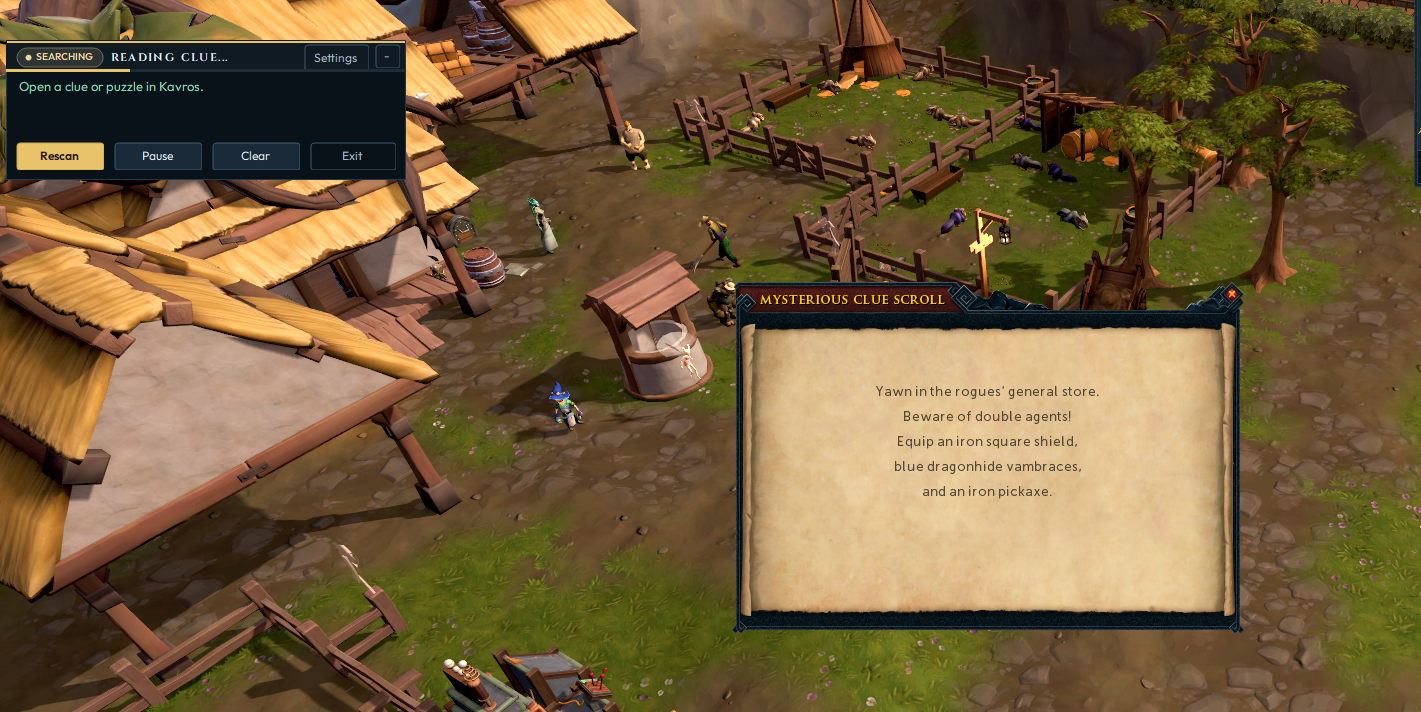 SEARCHING READING CLUE... Settings -
Open a clue or puzzle in Kavros.
Rescan Pause Clear Exit
MYSTERIOUS CLUE SCROLL
Yawn in the rogues' general store.
Beware of double agents!
Equip an iron square shield,
blue dragonhide vambraces,
and an iron pickaxe.